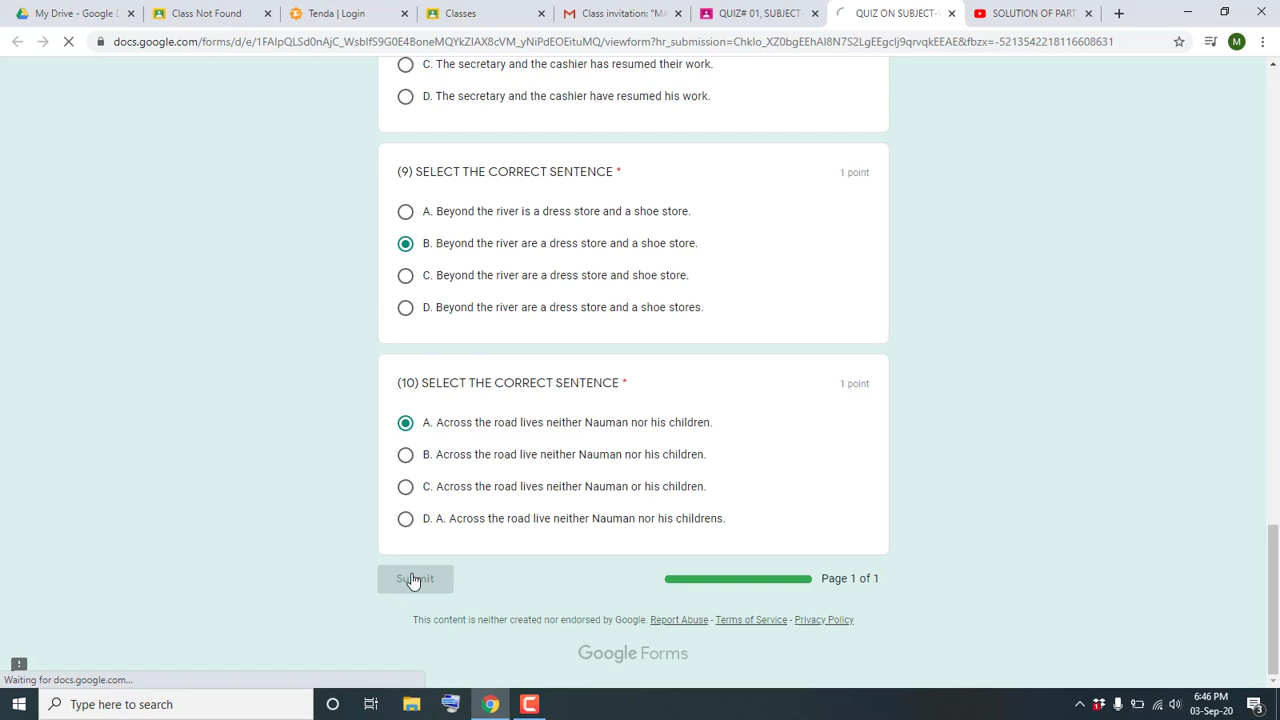 My Drive - Google D
Class Not Found
Tenda | Login
Classes
Class invitation: "MA
QUIZ# 01, SUBJECT-
QUIZ ON SUBJECT-V
SOLUTION OF PART
docs.google.com/forms/d/e/1FAIpQLSd0nAjC_WsblfS9G0E4BoneMQYkZIAX8cVM_yNiPdEOEituMQ/viewform?hr_submission=Chklo_XZ0bgEEhAI8N7S2LgEEgclj9qrvqkEEAE&fbzx=-5213542218116608631
M
C. The secretary and the cashier has resumed their work.
D. The secretary and the cashier have resumed his work.
(9) SELECT THE CORRECT SENTENCE *
1 point
A. Beyond the river is a dress store and a shoe store.
B. Beyond the river are a dress store and a shoe store.
C. Beyond the river are a dress store and shoe store.
D. Beyond the river are a dress store and a shoe stores.
(10) SELECT THE CORRECT SENTENCE *
1 point
A. Across the road lives neither Nauman nor his children.
B. Across the road live neither Nauman nor his children.
C. Across the road lives neither Nauman or his children.
D. A. Across the road live neither Nauman nor his childrens.
Submit
Page 1 of 1
This content is neither created nor endorsed by Google. Report Abuse - Terms of Service - Privacy Policy
Google Forms
Waiting for docs.google.com...
Type here to search
6:46 PM
03-Sep-20
3